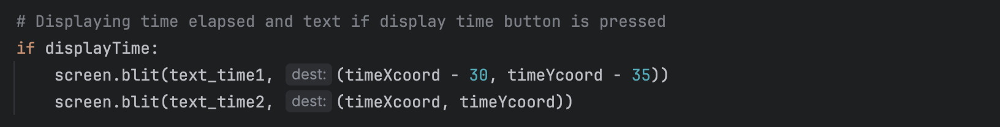 # Displaying time elapsed and text if display time button is pressed
if displayTime:
    screen.blit(text_time1, dest: (timeXcoord - 30, timeYcoord - 35))
    screen.blit(text_time2, dest: (timeXcoord, timeYcoord))